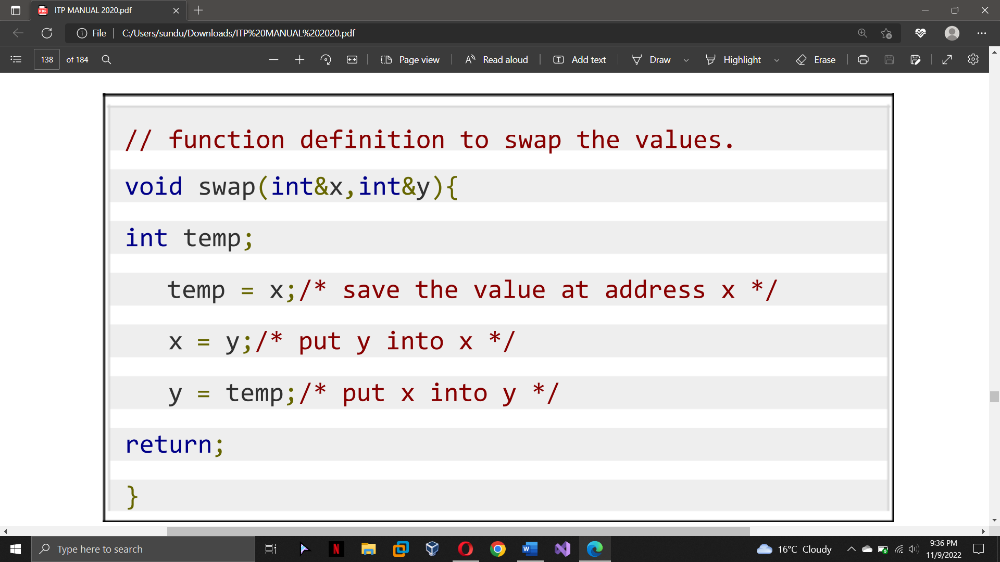 ITP MANUAL 2020.pdf
File C:/Users/sundu/Downloads/ITP%20MANUAL%202020.pdf
138 of 184 Page view Read aloud Add text Draw Highlight Erase
// function definition to swap the values.
void swap(int&x,int&y){
int temp;
temp = x;/* save the value at address x */
x = y;/* put y into x */
y = temp;/* put x into y */
return;
}
Type here to search
16°C Cloudy
9:36 PM
11/9/2022